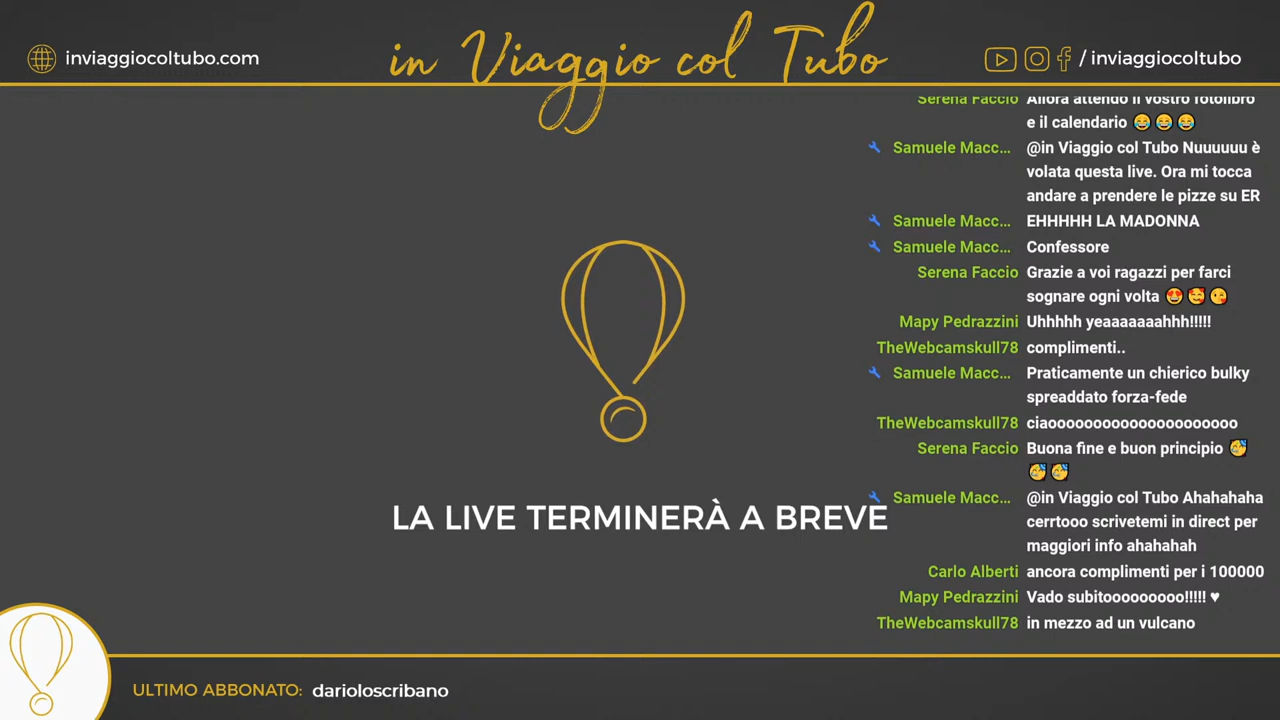 inviaggiocoltubo.com
in Viaggio col Tubo
/ inviaggiocoltubo
Serena Faccio Allora attendo il vostro fotolibro
e il calendario 😂 😂 😂
Samuele Macc... @in Viaggio col Tubo Nuuuuuu è
volata questa live. Ora mi tocca
andare a prendere le pizze su ER
Samuele Macc... EHHHHH LA MADONNA
Samuele Macc... Confessore
Serena Faccio Grazie a voi ragazzi per farci
sognare ogni volta 😍 🥰 😘
Mapy Pedrazzini Uhhhhh yeaaaaaaahhh!!!!!
TheWebcamskull78 complimenti..
Samuele Macc... Praticamente un chierico bulky
spreaddato forza-fede
TheWebcamskull78 ciaooooooooooooooooooooo
Serena Faccio Buona fine e buon principio 🥳
🥳 🥳
Samuele Macc... @in Viaggio col Tubo Ahahahaha
cerrtooo scrivetemi in direct per
maggiori info ahahahah
Carlo Alberti ancora complimenti per i 100000
Mapy Pedrazzini Vado subitooooooooo!!!!! ♥
TheWebcamskull78 in mezzo ad un vulcano
LA LIVE TERMINERÀ A BREVE
ULTIMO ABBONATO: darioloscribano